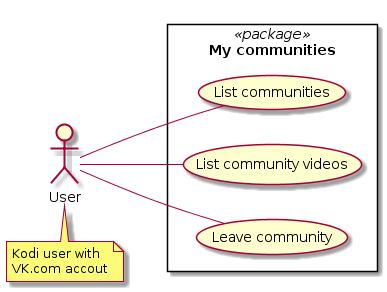 «package»
My communities
List communities
List community videos
User
Leave community
Kodi user with
VK.com accout